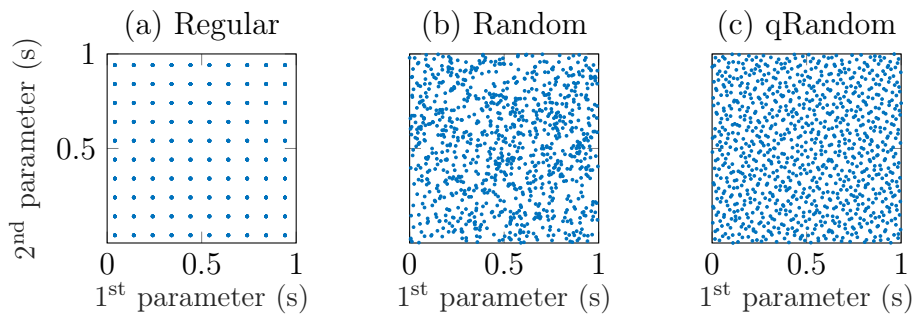 (a) Regular
(b) Random
(c) qRandom
2nd parameter (s)
1
0.5
0
0.5
1
1st parameter (s)
0
0.5
1
1st parameter (s)
0
0.5
1
1st parameter (s)